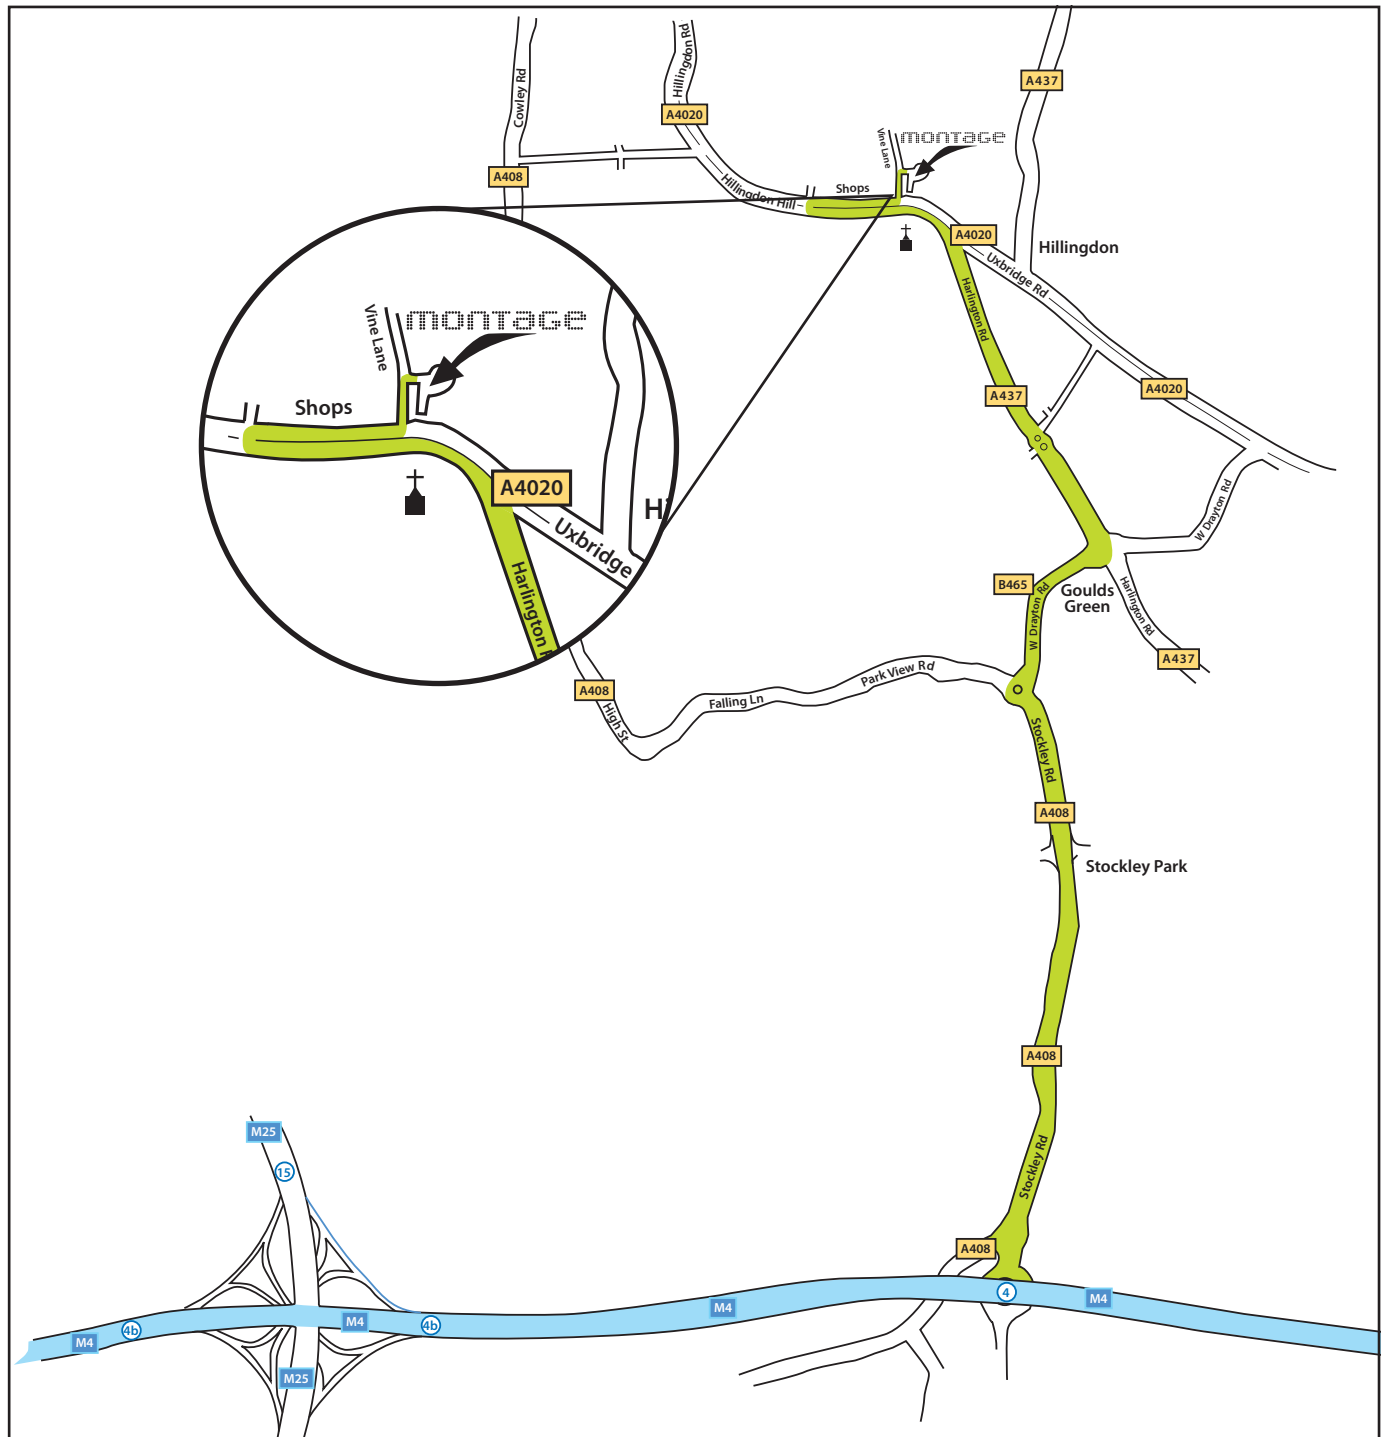 Cowley Rd
Hillingdon Rd
A437
A4020
Vine Lane
montage
A408
Hillingdon Hill
Shops
A4020
Hillingdon
Uxbridge Rd
Harlington Rd
Vine Lane
montage
Shops
A437
A4020
A4020
H
Uxbridge
W Drayton Rd
Harlington R
B465
Goulds
Green
W Drayton Rd
Harlington Rd
A437
A408
High St
Falling Ln
Park View Rd
Stockley Rd
A408
Stockley Park
A408
M25
15
Stockley Rd
A408
4
M4
M4
M4
4b
4b
M4
M25